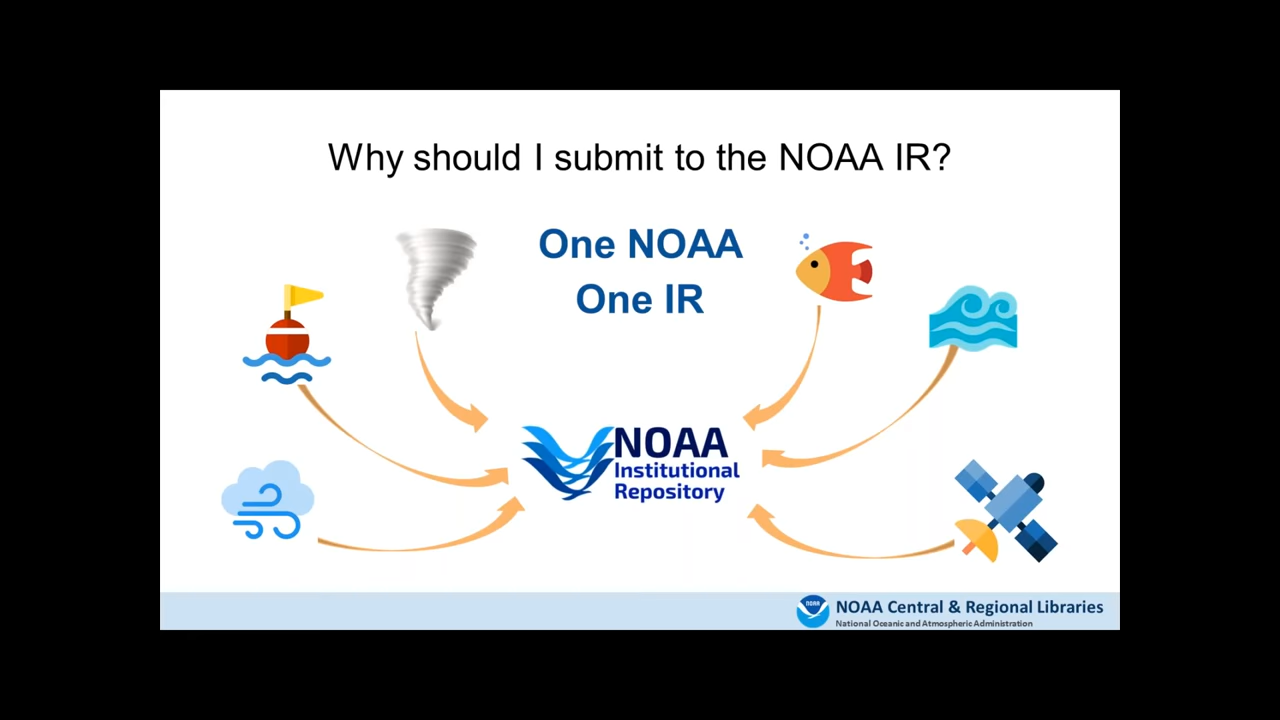 Why should I submit to the NOAA IR?
One NOAA
One IR
NOAA
Institutional
Repository
NOAA
NOAA Central & Regional Libraries
National Oceanic and Atmospheric Administration